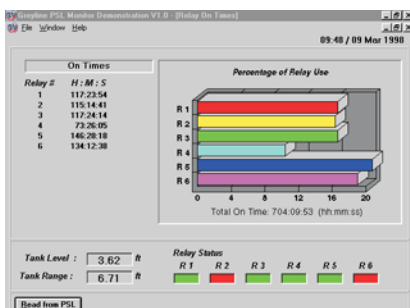 Greyline PSL Monitor Demonstration V1.0 - [Relay On Times]
File Window Help
09:48 / 09 Mar 1998
On Times
Relay # H : M : S
1 117:23:54
2 115:14:41
3 117:24:14
4 73:26:05
5 146:28:18
6 134:12:38
Percentage of Relay Use
R 1
R 2
R 3
R 4
R 5
R 6
0 4 8 12 16 20
Total On Time: 704:09:53 (hh:mm:ss)
Tank Level : 3.62 ft
Tank Range : 6.71 ft
Relay Status
R 1 R 2 R 3 R 4 R 5 R 6
Read from PSL